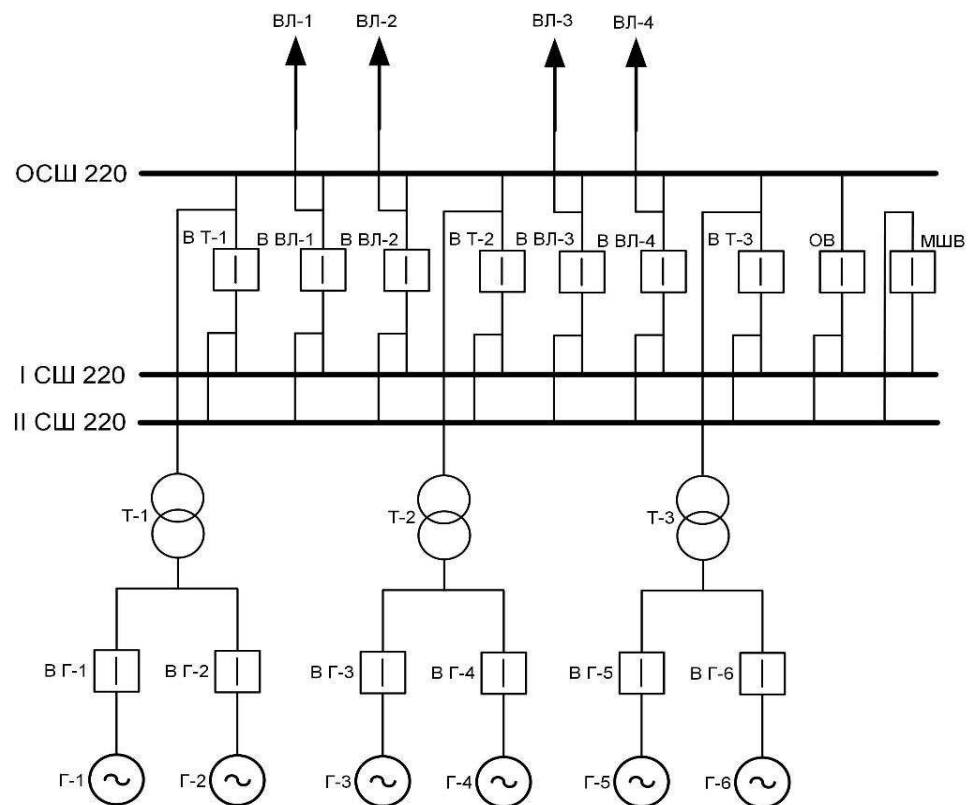 ВЛ-1 ВЛ-2 ВЛ-3 ВЛ-4
ОСШ 220
В Т-1 В ВЛ-1 В ВЛ-2 В Т-2 В ВЛ-3 В ВЛ-4 В Т-3 ОВ МШВ
I СШ 220
II СШ 220
Т-1 Т-2 Т-3
В Г-1 В Г-2 В Г-3 В Г-4 В Г-5 В Г-6
Г-1 Г-2 Г-3 Г-4 Г-5 Г-6